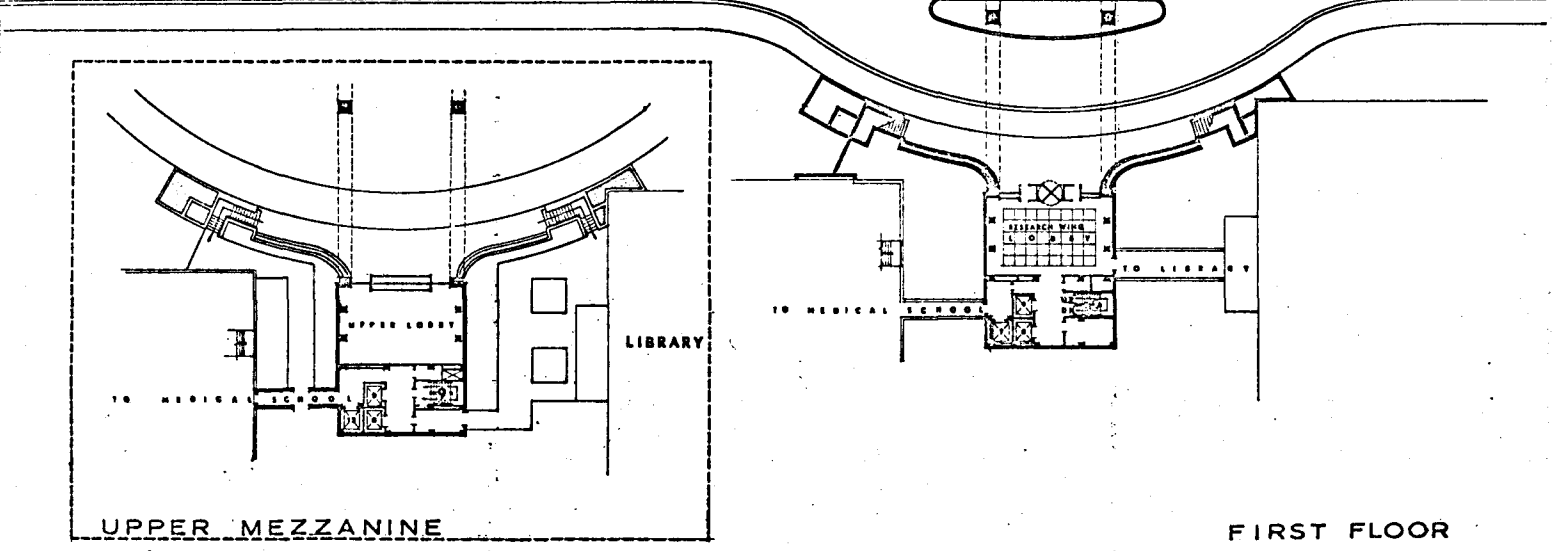 UPPER LOBBY
LIBRARY
TO MEDICAL SCHOOL
UPPER MEZZANINE
RESEARCH WING
LOBBY
TO LIBRARY
TO MEDICAL SCHOOL
FIRST FLOOR